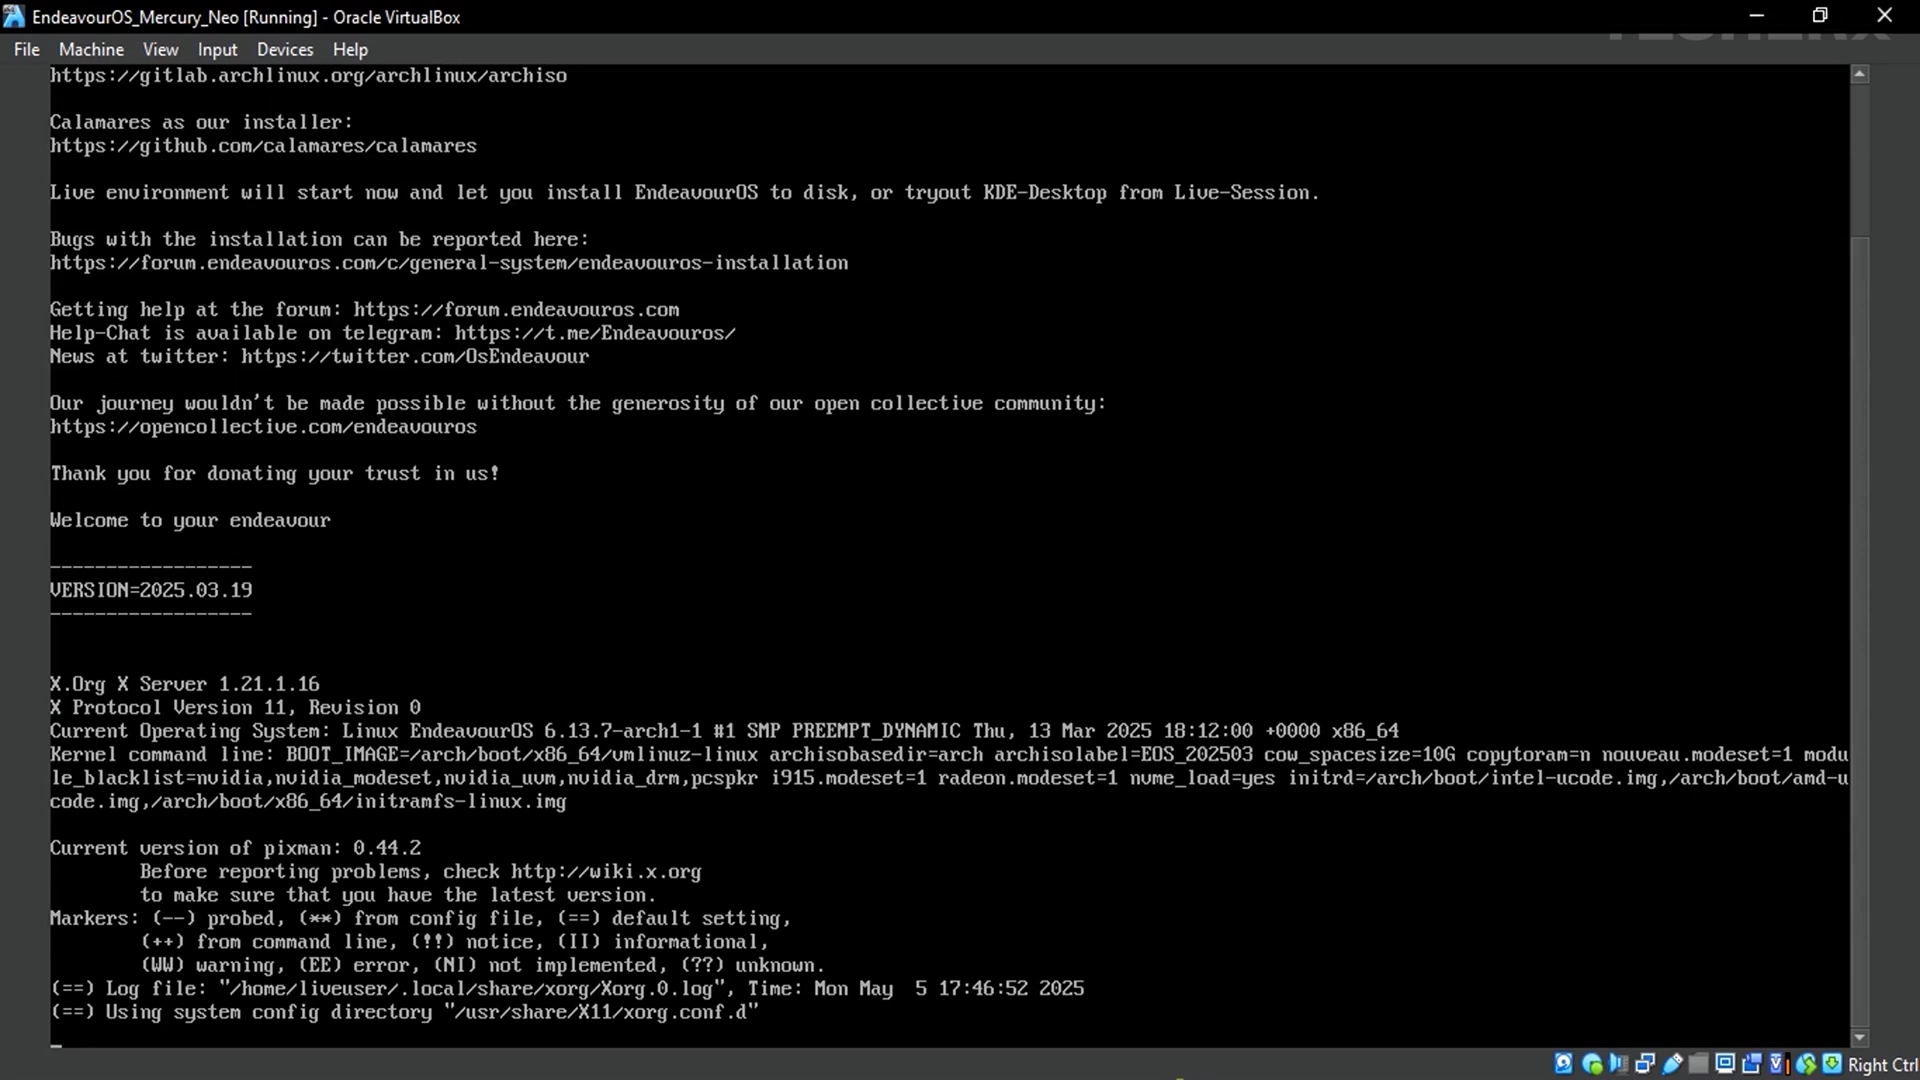 EndeavourOS_Mercury_Neo [Running] - Oracle VirtualBox
File Machine View Input Devices Help
https://gitlab.archlinux.org/archlinux/archiso
Calamares as our installer:
https://github.com/calamares/calamares
Live environment will start now and let you install EndeavourOS to disk, or tryout KDE-Desktop from Live-Session.
Bugs with the installation can be reported here:
https://forum.endeavouros.com/c/general-system/endeavouros-installation
Getting help at the forum: https://forum.endeavouros.com
Help-Chat is available on telegram: https://t.me/Endeavouros/
News at twitter: https://twitter.com/OsEndeavour
Our journey wouldn't be made possible without the generosity of our open collective community:
https://opencollective.com/endeavouros
Thank you for donating your trust in us!
Welcome to your endeavour
------------------
VERSION=2025.03.19
------------------
X.Org X Server 1.21.1.16
X Protocol Version 11, Revision 0
Current Operating System: Linux EndeavourOS 6.13.7-arch1-1 #1 SMP PREEMPT_DYNAMIC Thu, 13 Mar 2025 18:12:00 +0000 x86_64
Kernel command line: BOOT_IMAGE=/arch/boot/x86_64/vmlinuz-linux archisobasedir=arch archisolabel=EOS_202503 cow_spacesize=10G copytoram=n nouveau.modeset=1 modu
le_blacklist=nvidia,nvidia_modeset,nvidia_uvm,nvidia_drm,pcspkr i915.modeset=1 radeon.modeset=1 nvme_load=yes initrd=/arch/boot/intel-ucode.img,/arch/boot/amd-u
code.img,/arch/boot/x86_64/initramfs-linux.img
Current version of pixman: 0.44.2
Before reporting problems, check http://wiki.x.org
to make sure that you have the latest version.
Markers: (--) probed, (**) from config file, (==) default setting,
(++) from command line, (!!) notice, (II) informational,
(WW) warning, (EE) error, (NI) not implemented, (??) unknown.
(==) Log file: "/home/liveuser/.local/share/xorg/Xorg.0.log", Time: Mon May  5 17:46:52 2025
(==) Using system config directory "/usr/share/X11/xorg.conf.d"
Right Ctrl